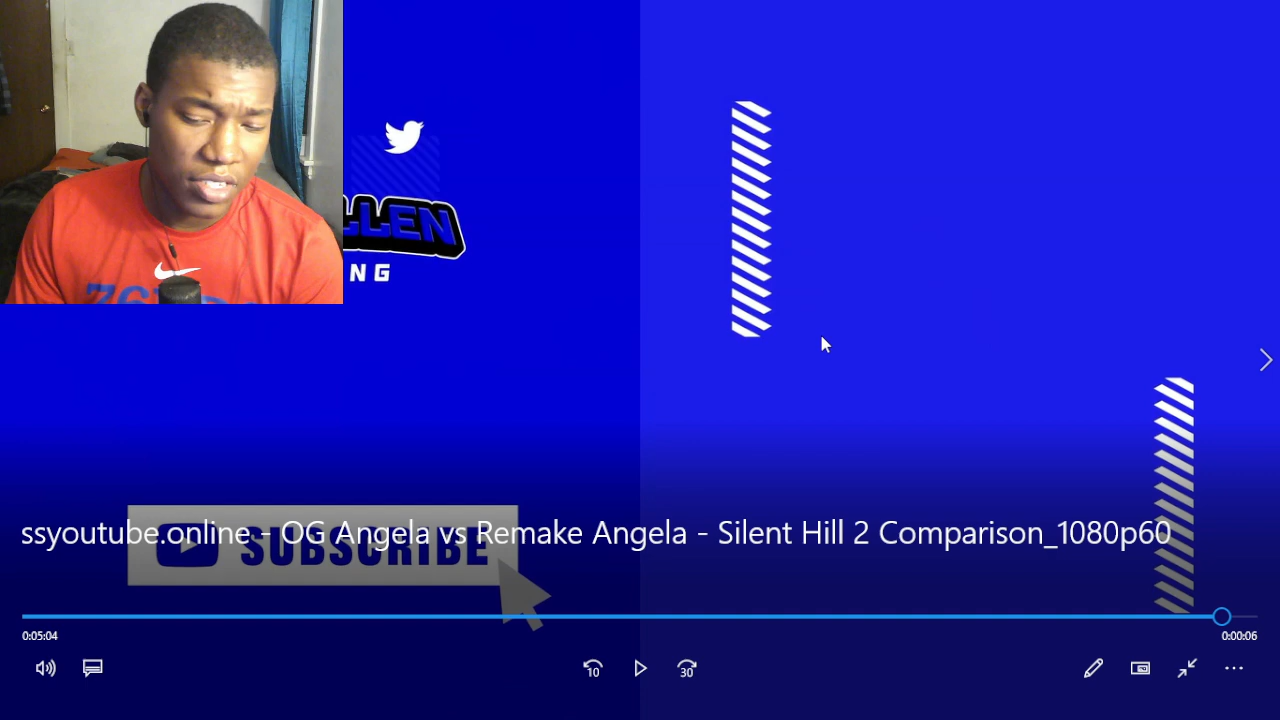 LLEN
NG
SUBSCRIBE
ssyoutube.online - OG Angela vs Remake Angela - Silent Hill 2 Comparison_1080p60
0:05:04
0:00:06
10
30